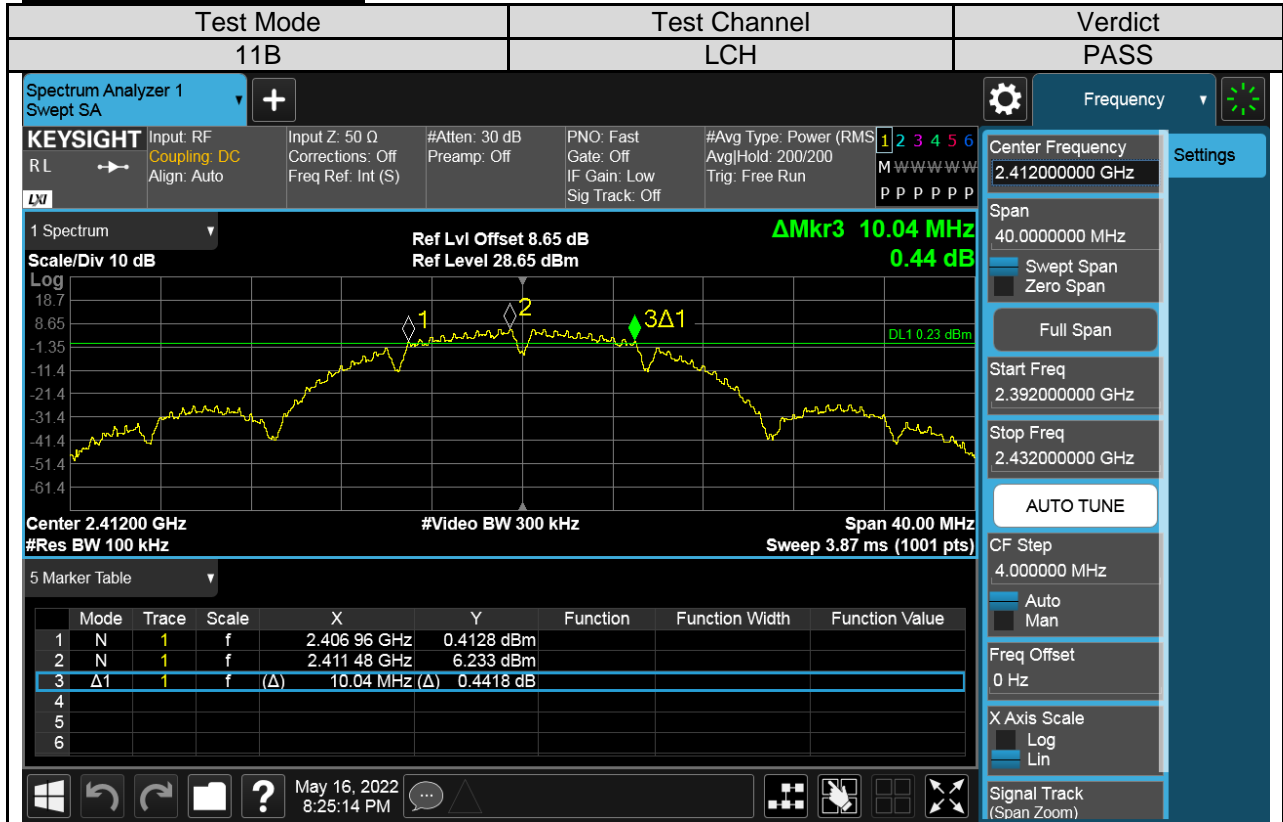 Test Mode Test Channel Verdict
11B LCH PASS
Spectrum Analyzer 1
Swept SA
Frequency
KEYSIGHT
RL
LXI
Input: RF
Coupling: DC
Align: Auto
Input Z: 50 Ω
Corrections: Off
Freq Ref: Int (S)
#Atten: 30 dB
Preamp: Off
PNO: Fast
Gate: Off
IF Gain: Low
Sig Track: Off
#Avg Type: Power (RMS
Avg|Hold: 200/200
Trig: Free Run
1 2 3 4 5 6
M W W W W W
P P P P P P
1 Spectrum
Scale/Div 10 dB
Ref Lvl Offset 8.65 dB
Ref Level 28.65 dBm
ΔMkr3 10.04 MHz
0.44 dB
Log
18.7
8.65
-1.35
-11.4
-21.4
-31.4
-41.4
-51.4
-61.4
1
2
3Δ1
DL1 0.23 dBm
Center 2.41200 GHz #Video BW 300 kHz Span 40.00 MHz
#Res BW 100 kHz Sweep 3.87 ms (1001 pts)
5 Marker Table
Mode Trace Scale X Y Function Function Width Function Value
1 N 1 f 2.406 96 GHz 0.4128 dBm
2 N 1 f 2.411 48 GHz 6.233 dBm
3 Δ1 1 f (Δ) 10.04 MHz (Δ) 0.4418 dB
4
5
6
? May 16, 2022
8:25:14 PM
Center Frequency
2.412000000 GHz
Settings
Span
40.0000000 MHz
Swept Span
Zero Span
Full Span
Start Freq
2.392000000 GHz
Stop Freq
2.432000000 GHz
AUTO TUNE
CF Step
4.000000 MHz
Auto
Man
Freq Offset
0 Hz
X Axis Scale
Log
Lin
Signal Track
(Span Zoom)